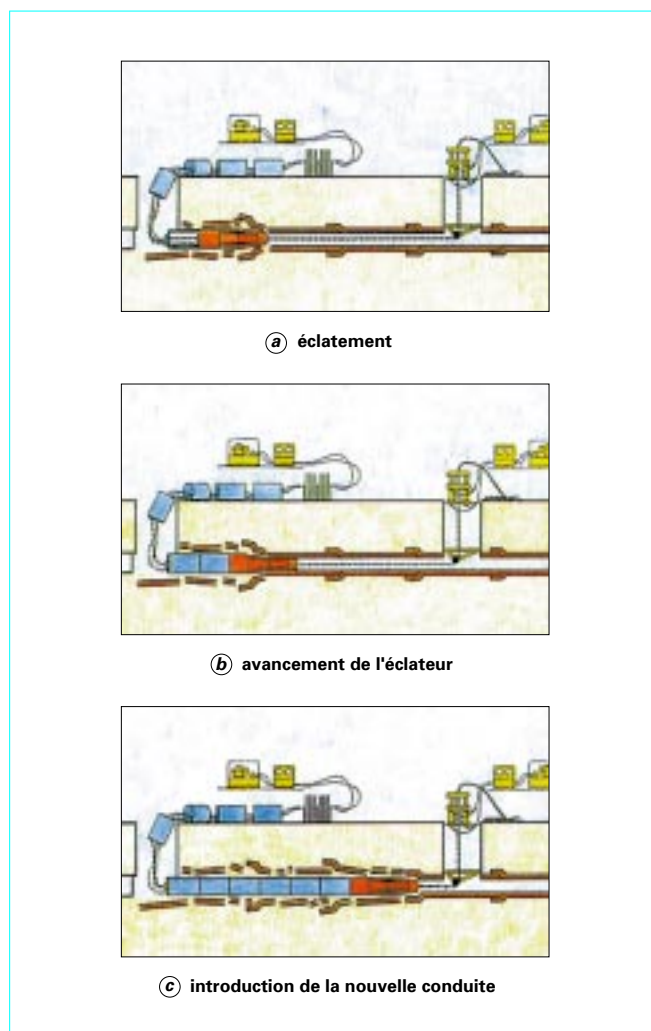 a éclatement
b avancement de l'éclateur
c introduction de la nouvelle conduite